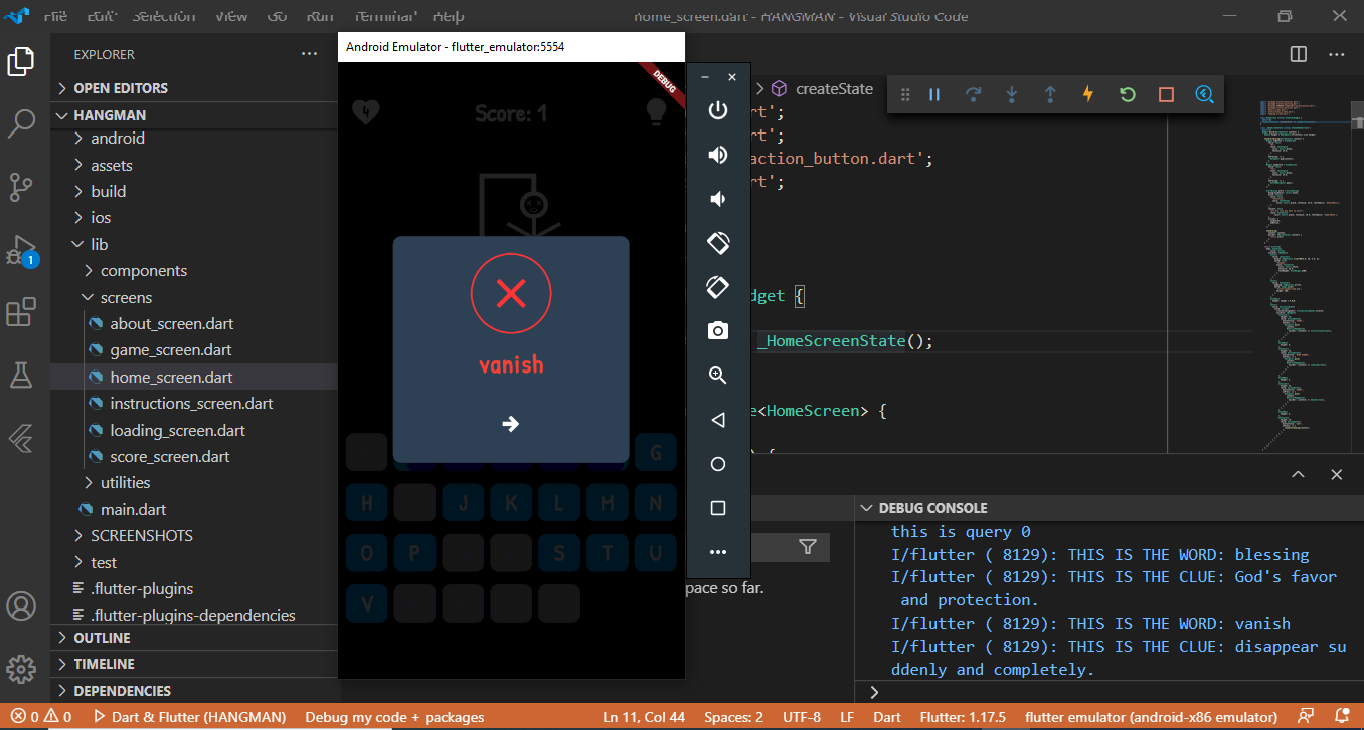 File Edit Selection View Go Run Terminal Help
home_screen.dart - HANGMAN - Visual Studio Code
EXPLORER
OPEN EDITORS
HANGMAN
android
assets
build
ios
lib
components
screens
about_screen.dart
game_screen.dart
home_screen.dart
instructions_screen.dart
loading_screen.dart
score_screen.dart
utilities
main.dart
SCREENSHOTS
test
.flutter-plugins
.flutter-plugins-dependencies
OUTLINE
TIMELINE
DEPENDENCIES
1
Android Emulator - flutter_emulator:5554
DEBUG
4
Score: 1
vanish
G
H J K L M N
O P S T U
V
createState
rt';
rt';
action_button.dart';
rt';
dget {
_HomeScreenState();
e<HomeScreen> {
) {
pace so far.
DEBUG CONSOLE
this is query 0
I/flutter ( 8129): THIS IS THE WORD: blessing
I/flutter ( 8129): THIS IS THE CLUE: God's favor
and protection.
I/flutter ( 8129): THIS IS THE WORD: vanish
I/flutter ( 8129): THIS IS THE CLUE: disappear su
ddenly and completely.
0 0 Dart & Flutter (HANGMAN) Debug my code + packages Ln 11, Col 44 Spaces: 2 UTF-8 LF Dart Flutter: 1.17.5 flutter emulator (android-x86 emulator)